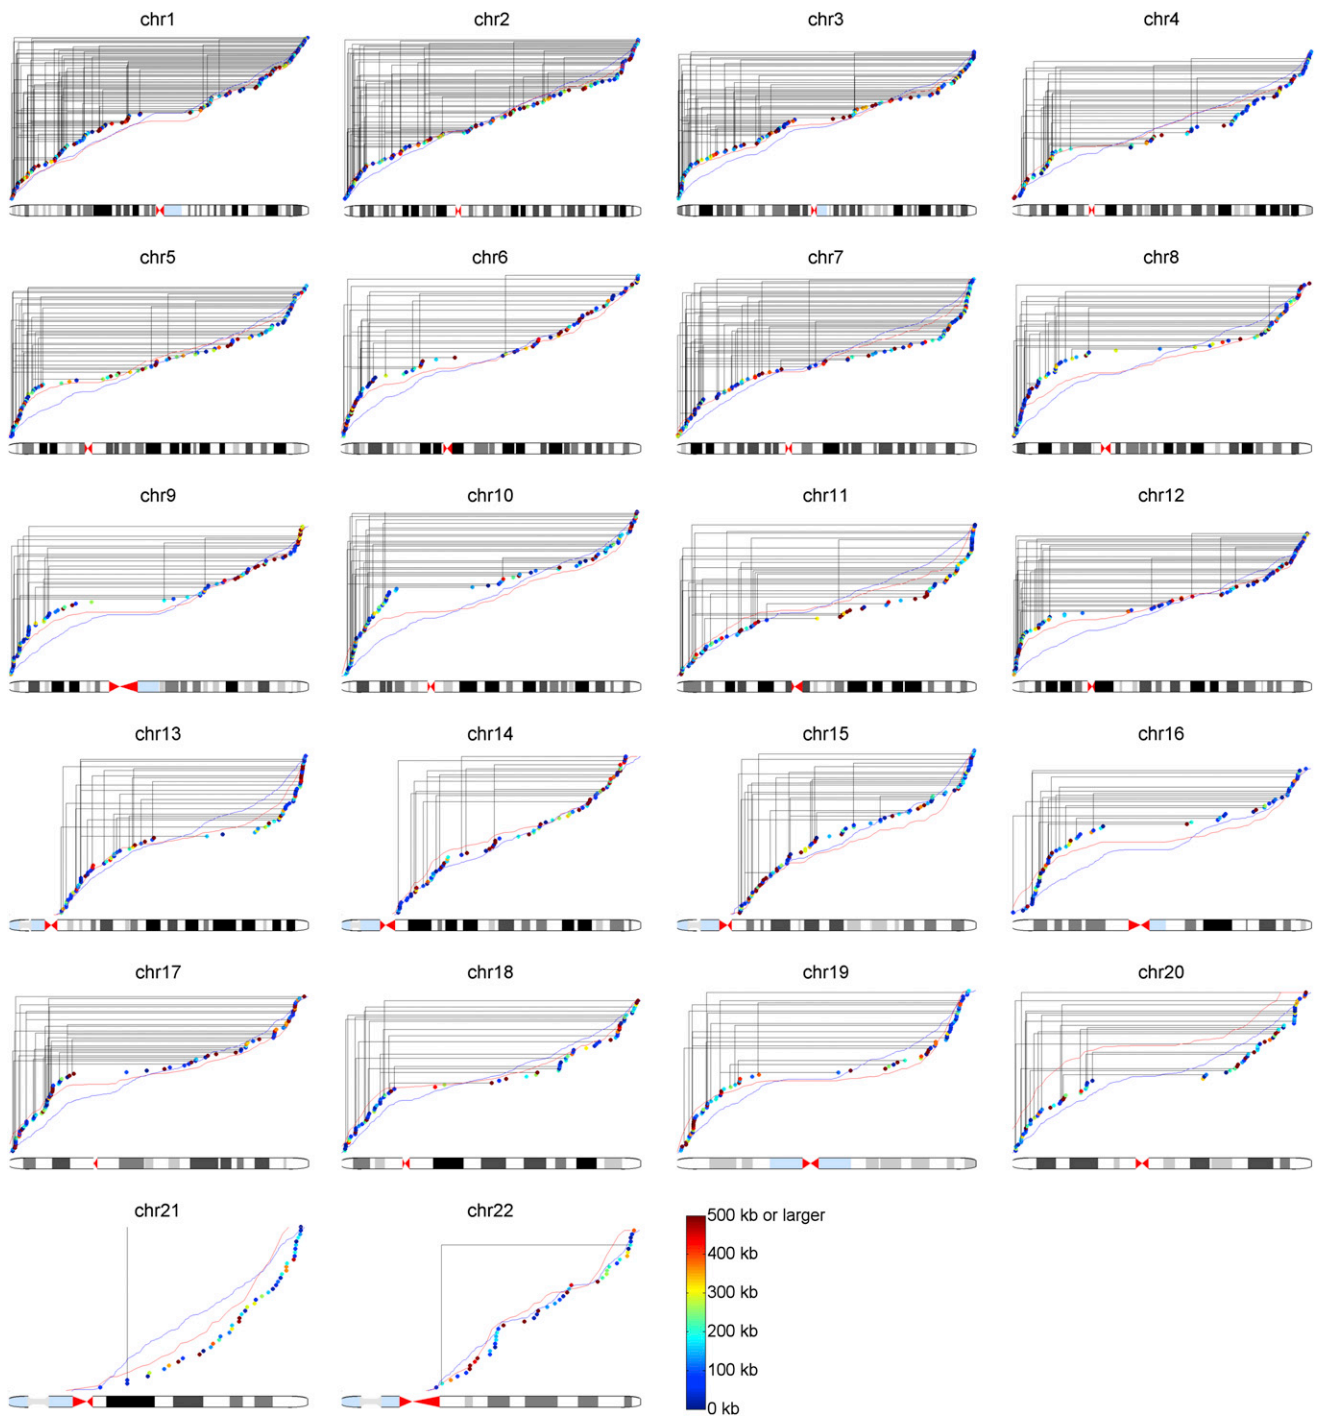 chr1 chr2 chr3 chr4
chr5 chr6 chr7 chr8
chr9 chr10 chr11 chr12
chr13 chr14 chr15 chr16
chr17 chr18 chr19 chr20
chr21 chr22
500 kb or larger
400 kb
300 kb
200 kb
100 kb
0 kb